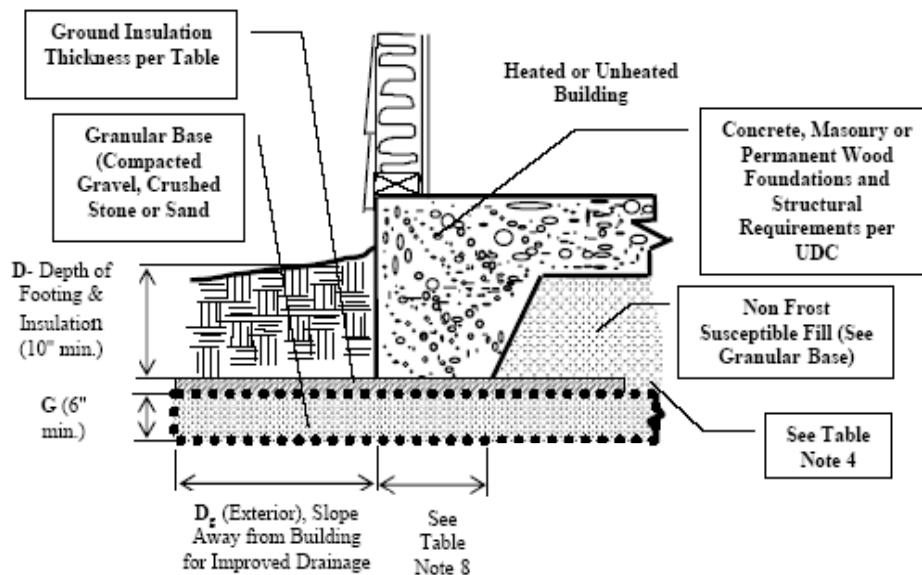 Ground Insulation
Thickness per Table
Granular Base
(Compacted
Gravel, Crushed
Stone or Sand
Heated or Unheated
Building
Concrete, Masonry or
Permanent Wood
Foundations and
Structural
Requirements per
UDC
D- Depth of
Footing &
Insulation
(10" min.)
Non Frost
Susceptible Fill (See
Granular Base)
G (6"
min.)
See Table
Note 4
Dg (Exterior), Slope
Away from Building
for Improved Drainage
See
Table
Note 8